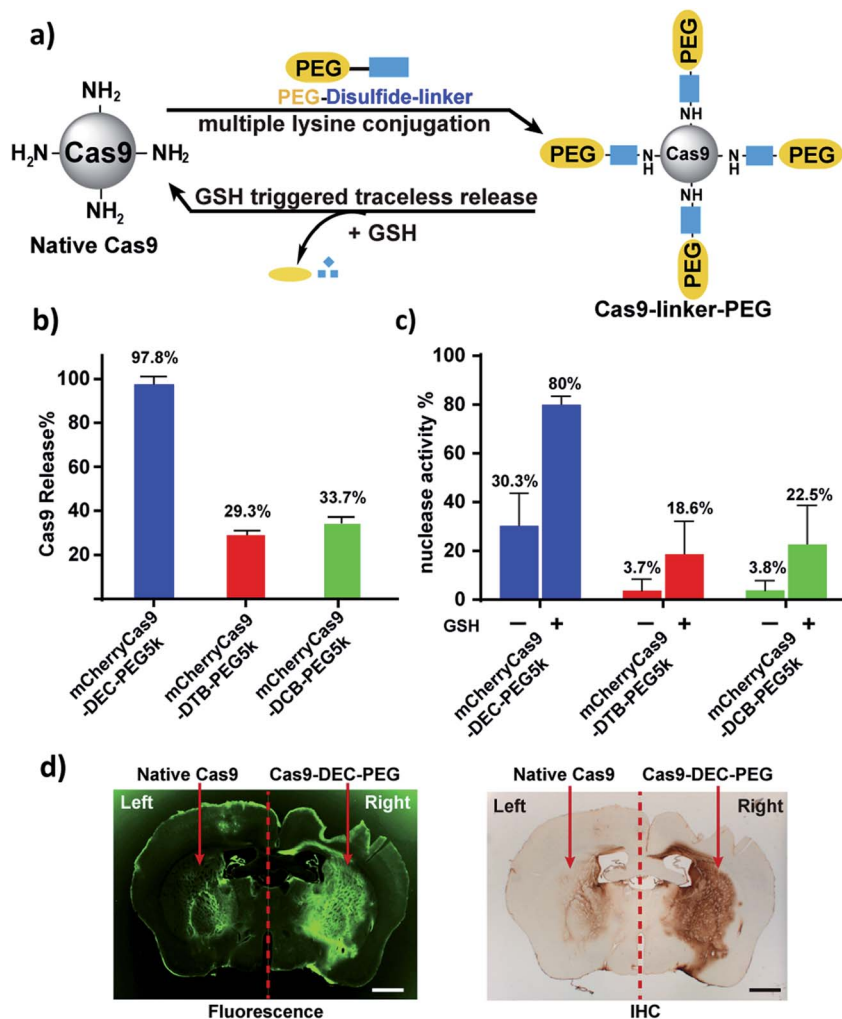 a)
NH2
H2N
Cas9
NH2
NH2
Native Cas9
PEG
PEG-Disulfide-linker
multiple lysine conjugation
GSH triggered traceless release
+ GSH
PEG
NH
PEG
N
H
Cas9
N
H
PEG
NH
PEG
Cas9-linker-PEG
b)
Cas9 Release%
100
80
60
40
20
97.8%
29.3%
33.7%
mCherryCas9
-DEC-PEG5k
mCherryCas9
-DTB-PEG5k
mCherryCas9
-DCB-PEG5k
c)
nuclease activity %
100
80
60
40
20
0
30.3%
80%
3.7%
18.6%
3.8%
22.5%
GSH
— + — + — +
mCherryCas9
-DEC-PEG5k
mCherryCas9
-DTB-PEG5k
mCherryCas9
-DCB-PEG5k
d)
Native Cas9 Cas9-DEC-PEG
Left Right
Fluorescence
Native Cas9 Cas9-DEC-PEG
Left Right
IHC